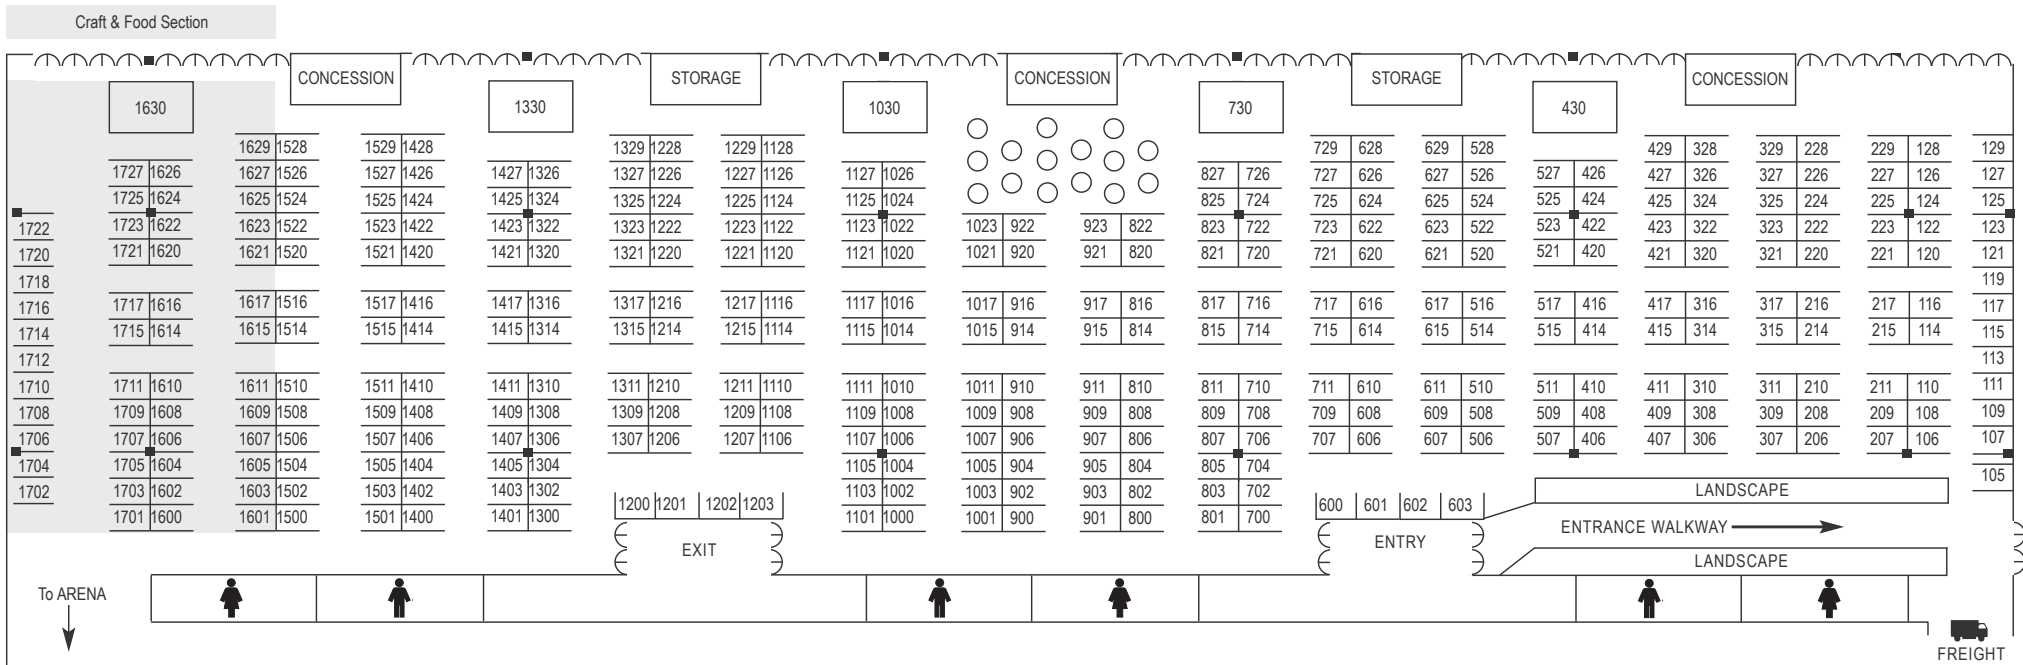 Craft & Food Section
CONCESSION STORAGE CONCESSION STORAGE CONCESSION
1630 1330 1030 730 430
1629 1528 1529 1428 1329 1228 1229 1128 729 628 629 528 429 328 329 228 229 128 129
1727 1626 1627 1526 1527 1426 1427 1326 1327 1226 1227 1126 1127 1026 827 726 727 626 627 526 527 426 427 326 327 226 227 126 127
1725 1624 1625 1524 1525 1424 1425 1324 1325 1224 1225 1124 1125 1024 825 724 725 624 625 524 525 424 425 324 325 224 225 124 125
1722 1723 1622 1623 1522 1523 1422 1423 1322 1323 1222 1223 1122 1123 1022 1023 922 923 822 823 722 723 622 623 522 523 422 423 322 323 222 223 122 123
1720 1721 1620 1621 1520 1521 1420 1421 1320 1321 1220 1221 1120 1121 1020 1021 920 921 820 821 720 721 620 621 520 521 420 421 320 321 220 221 120 121
1718 119
1716 1717 1616 1617 1516 1517 1416 1417 1316 1317 1216 1217 1116 1117 1016 1017 916 917 816 817 716 717 616 617 516 517 416 417 316 317 216 217 116 117
1714 1715 1614 1615 1514 1515 1414 1415 1314 1315 1214 1215 1114 1115 1014 1015 914 915 814 815 714 715 614 615 514 515 414 415 314 315 214 215 114 115
1712 113
1710 1711 1610 1611 1510 1511 1410 1411 1310 1311 1210 1211 1110 1111 1010 1011 910 911 810 811 710 711 610 611 510 511 410 411 310 311 210 211 110 111
1708 1709 1608 1609 1508 1509 1408 1409 1308 1309 1208 1209 1108 1109 1008 1009 908 909 808 809 708 709 608 609 508 509 408 409 308 309 208 209 108 109
1706 1707 1606 1607 1506 1507 1406 1407 1306 1307 1206 1207 1106 1107 1006 1007 906 907 806 807 706 707 606 607 506 507 406 407 306 307 206 207 106 107
1704 1705 1604 1605 1504 1505 1404 1405 1304 1105 1004 1005 904 905 804 805 704 105
1702 1703 1602 1603 1502 1503 1402 1403 1302 1103 1002 1003 902 903 802 803 702 LANDSCAPE
1200 1201 1202 1203 600 601 602 603
1701 1600 1601 1500 1501 1400 1401 1300 1101 1000 1001 900 901 800 801 700
ENTRANCE WALKWAY
EXIT ENTRY
LANDSCAPE
To ARENA
FREIGHT